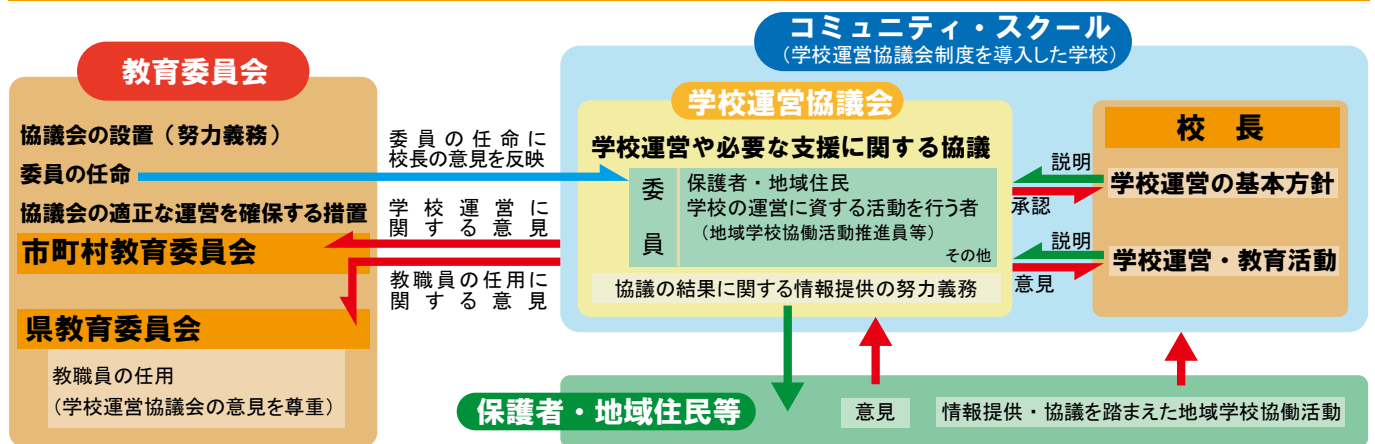 教育委員会
協議会の設置（努力義務）
委員の任命
協議会の適正な運営を確保する措置
市町村教育委員会
県教育委員会
教職員の任用
(学校運営協議会の意見を尊重)
委員の任命に
校長の意見を反映
学校運営に
関する意見
教職員の任用に
関する意見
コミュニティ・スクール
(学校運営協議会制度を導入した学校)
学校運営協議会
学校運営や必要な支援に関する協議
委員
保護者・地域住民
学校の運営に資する活動を行う者
(地域学校協働活動推進員等)
その他
協議の結果に関する情報提供の努力義務
説明
承認
説明
意見
校長
学校運営の基本方針
学校運営・教育活動
保護者・地域住民等
意見
情報提供・協議を踏まえた地域学校協働活動